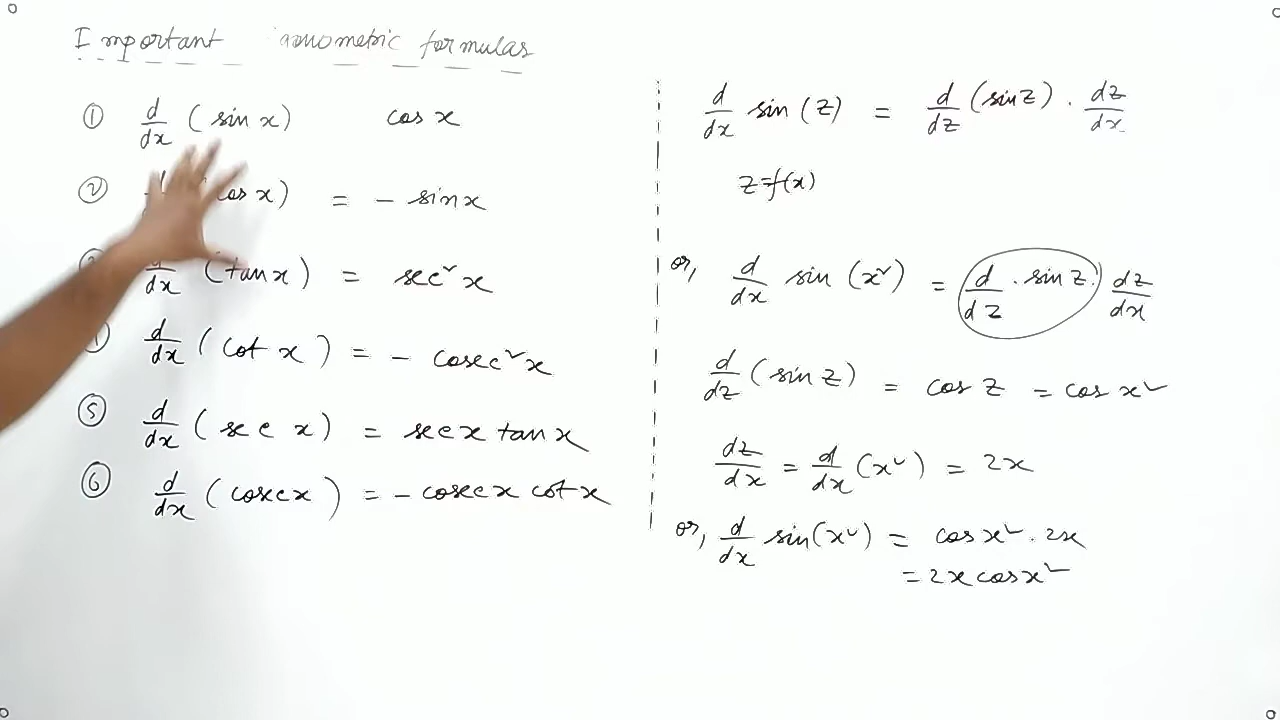 Important formulas
① d/dx (sin x) cos x
② cos x) = - sin x
d/dx (tan x) = sec² x
d/dx (cot x) = - cosec² x
⑤ d/dx (sec x) = sec x tan x
⑥ d/dx (cosec x) = - cosec x cot x
d/dx sin (z) = d/dz (sin z) · dz/dx
z = f(x)
or, d/dx sin (x²) = d/dz · sin z · dz/dx
d/dz (sin z) = cos z = cos x²
dz/dx = d/dx (x²) = 2x
or, d/dx sin(x²) = cos x² · 2x
= 2x cos x²